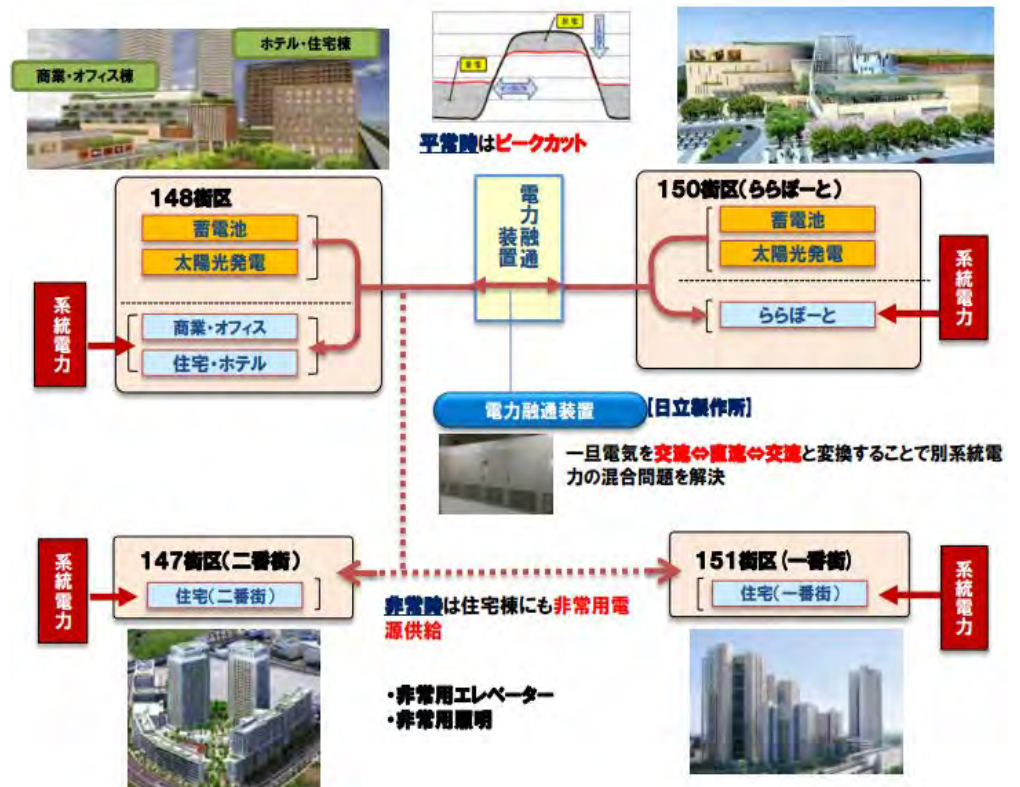 ホテル・住宅棟
商業・オフィス棟
放電
充電
平常時はピークカット
148街区
蓄電池
太陽光発電
商業・オフィス
住宅・ホテル
系統電力
電力融通
装置
150街区(ららぽーと)
蓄電池
太陽光発電
ららぽーと
系統電力
電力融通装置
[日立製作所]
一旦電気を交流⇔直流⇔交流と変換することで別系統電
力の混合問題を解決
系統電力
147街区(二番街)
住宅(二番街)
151街区(一番街)
住宅(一番街)
系統電力
非常時は住宅棟にも非常用電
源供給
・非常用エレベーター
・非常用照明